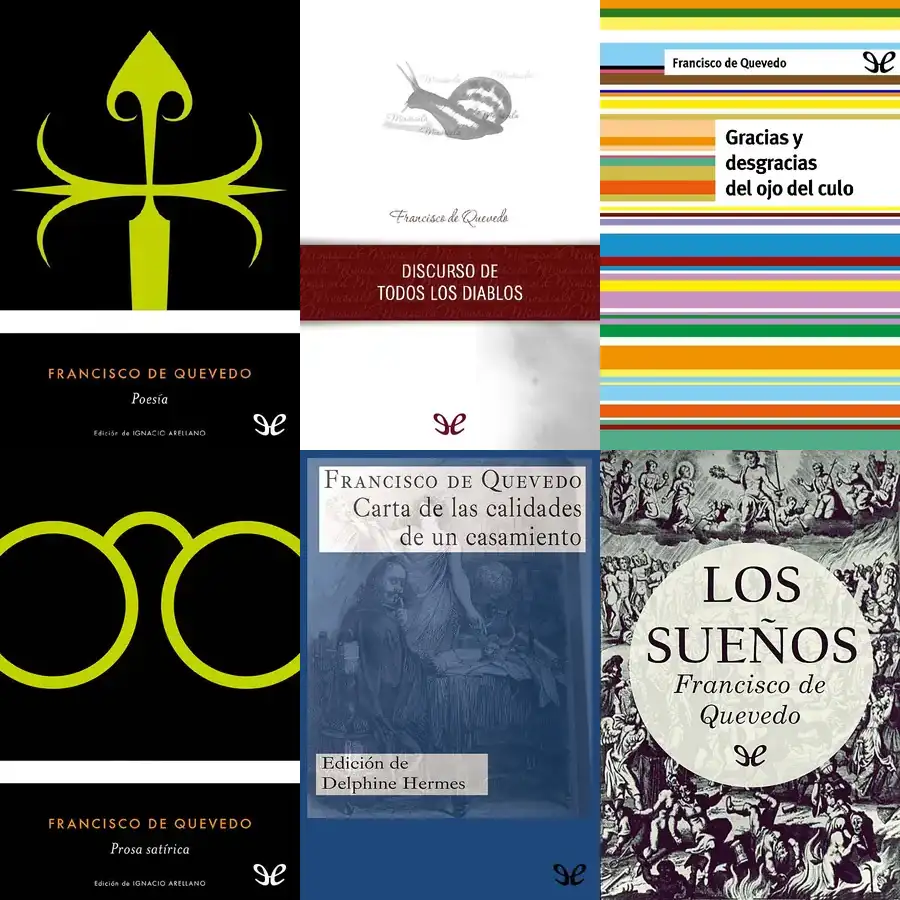 FRANCISCO DE QUEVEDO
Poesía
Edición de IGNACIO ARELLANO
Francisco de Quevedo
DISCURSO DE
TODOS LOS DIABLOS
Francisco de Quevedo
Gracias y
desgracias
del ojo del culo
FRANCISCO DE QUEVEDO
Prosa satírica
Edición de IGNACIO ARELLANO
FRANCISCO DE QUEVEDO
Carta de las calidades
de un casamiento
Edición de
Delphine Hermes
LOS
SUEÑOS
Francisco de
Quevedo